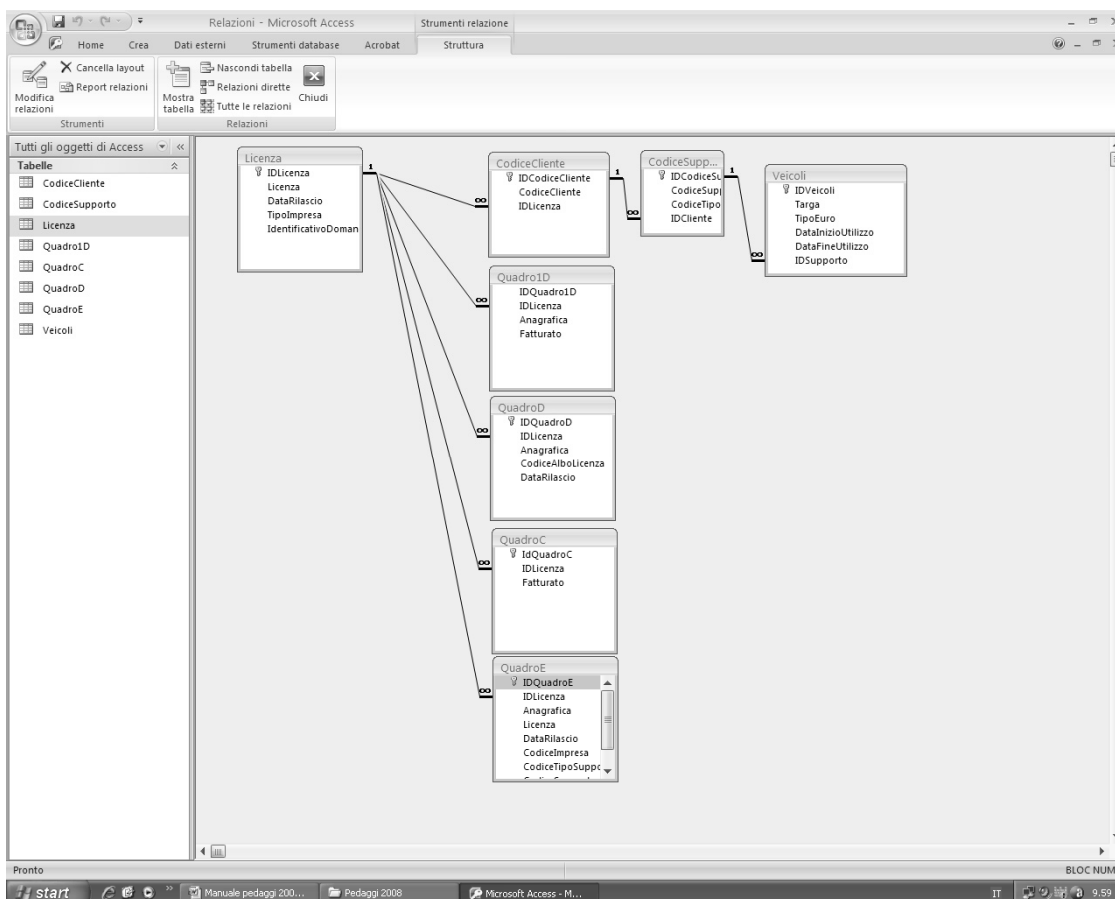 Relazioni - Microsoft Access
Strumenti relazione
Home Crea Dati esterni Strumenti database Acrobat Struttura
Modifica relazioni
Cancella layout
Report relazioni
Strumenti
Mostra tabella
Nascondi tabella
Relazioni dirette
Tutte le relazioni
Chiudi
Relazioni
Tutti gli oggetti di Access
Tabelle
CodiceCliente
CodiceSupporto
Licenza
Quadro1D
QuadroC
QuadroD
QuadroE
Veicoli
Licenza
IDLicenza
Licenza
DataRilascio
TipoImpresa
IdentificativoDoman
1
∞
CodiceCliente
IDCodiceCliente
CodiceCliente
IDLicenza
1
∞
CodiceSupp...
IDCodiceSu
CodiceSupp
CodiceTipo
IDCliente
1
∞
Veicoli
IDVeicoli
Targa
TipoEuro
DataInizioUtilizzo
DataFineUtilizzo
IDSupporto
∞
Quadro1D
IDQuadro1D
IDLicenza
Anagrafica
Fatturato
∞
QuadroD
IDQuadroD
IDLicenza
Anagrafica
CodiceAlboLicenza
DataRilascio
∞
QuadroC
IdQuadroC
IDLicenza
Fatturato
∞
QuadroE
IDQuadroE
IDLicenza
Anagrafica
Licenza
DataRilascio
CodiceImpresa
CodiceTipoSuppo
Pronto
BLOC NUM
start
Manuale pedaggi 200...
Pedaggi 2008
Microsoft Access - M...
IT
9.59